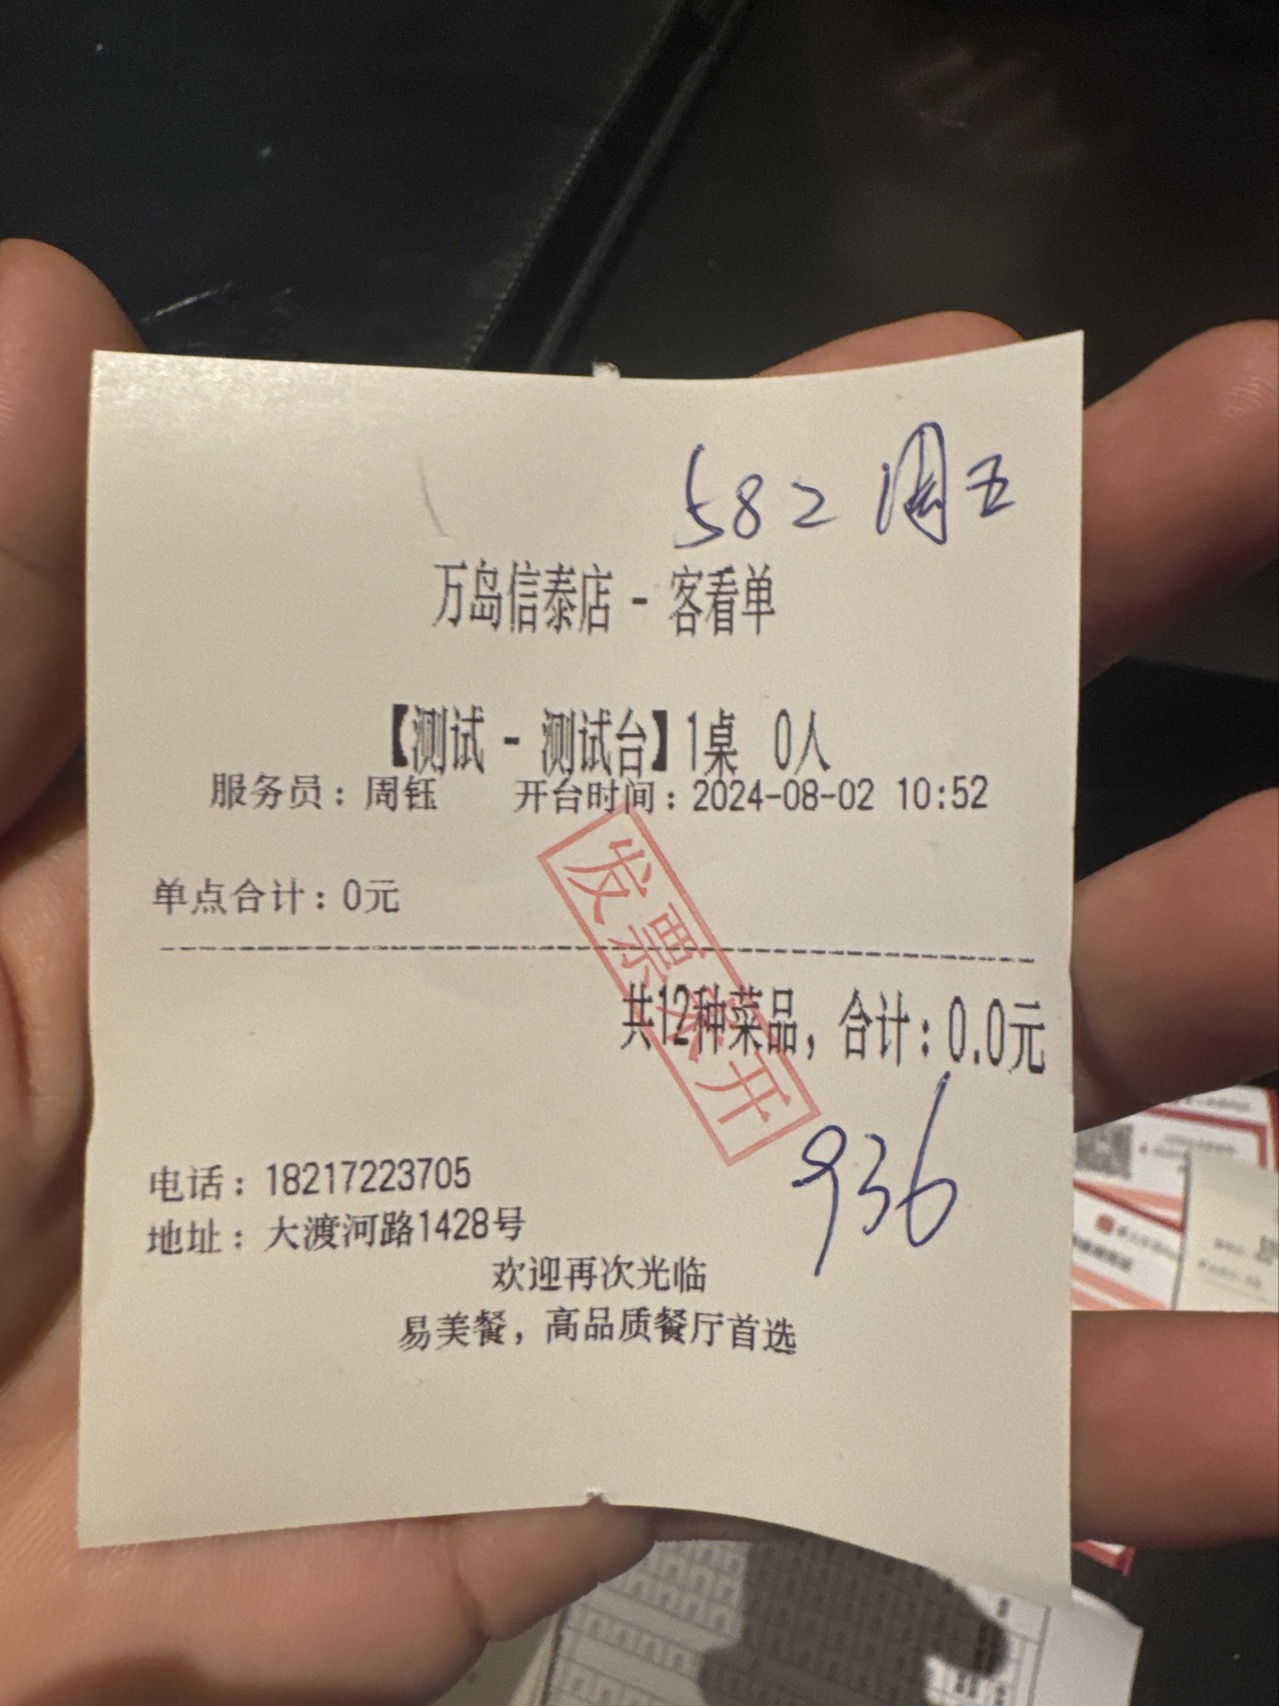 582 周五
万岛信泰店 - 客看单
【测试 - 测试台】1桌 0人
服务员：周钰 开台时间：2024-08-02 10:52
单点合计：0元
发票未开
共12种菜品，合计：0.0元
936
电话：18217223705
地址：大渡河路1428号
欢迎再次光临
易美餐，高品质餐厅首选